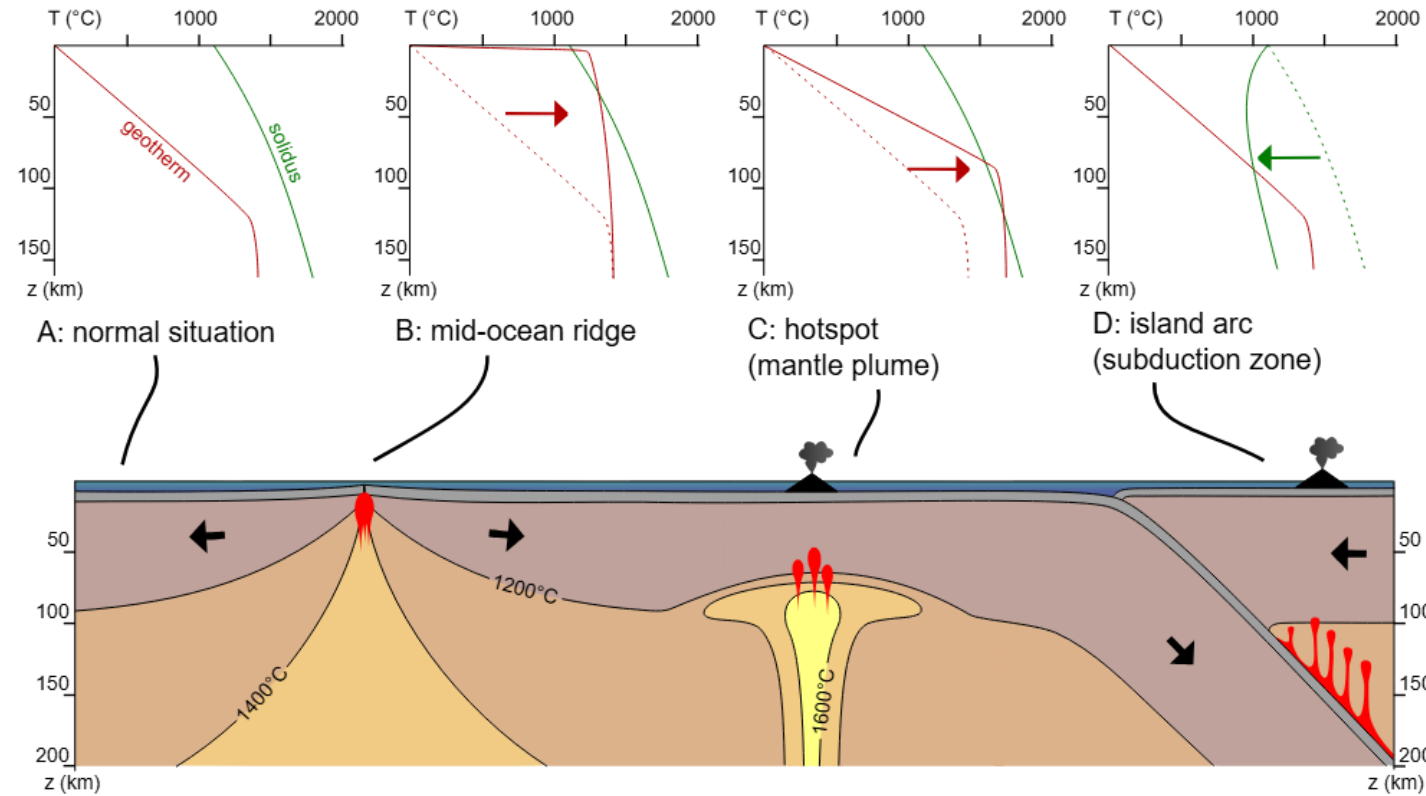 T (°C) 1000 2000
50
100
150
z (km)
geotherm
solidus
T (°C) 1000 2000
50
100
150
z (km)
T (°C) 1000 2000
50
100
150
z (km)
T (°C) 1000 2000
50
100
150
z (km)
A: normal situation
B: mid-ocean ridge
C: hotspot
(mantle plume)
D: island arc
(subduction zone)
50
100
150
200
z (km)
1200°C
1400°C
1600°C
50
100
150
200
z (km)